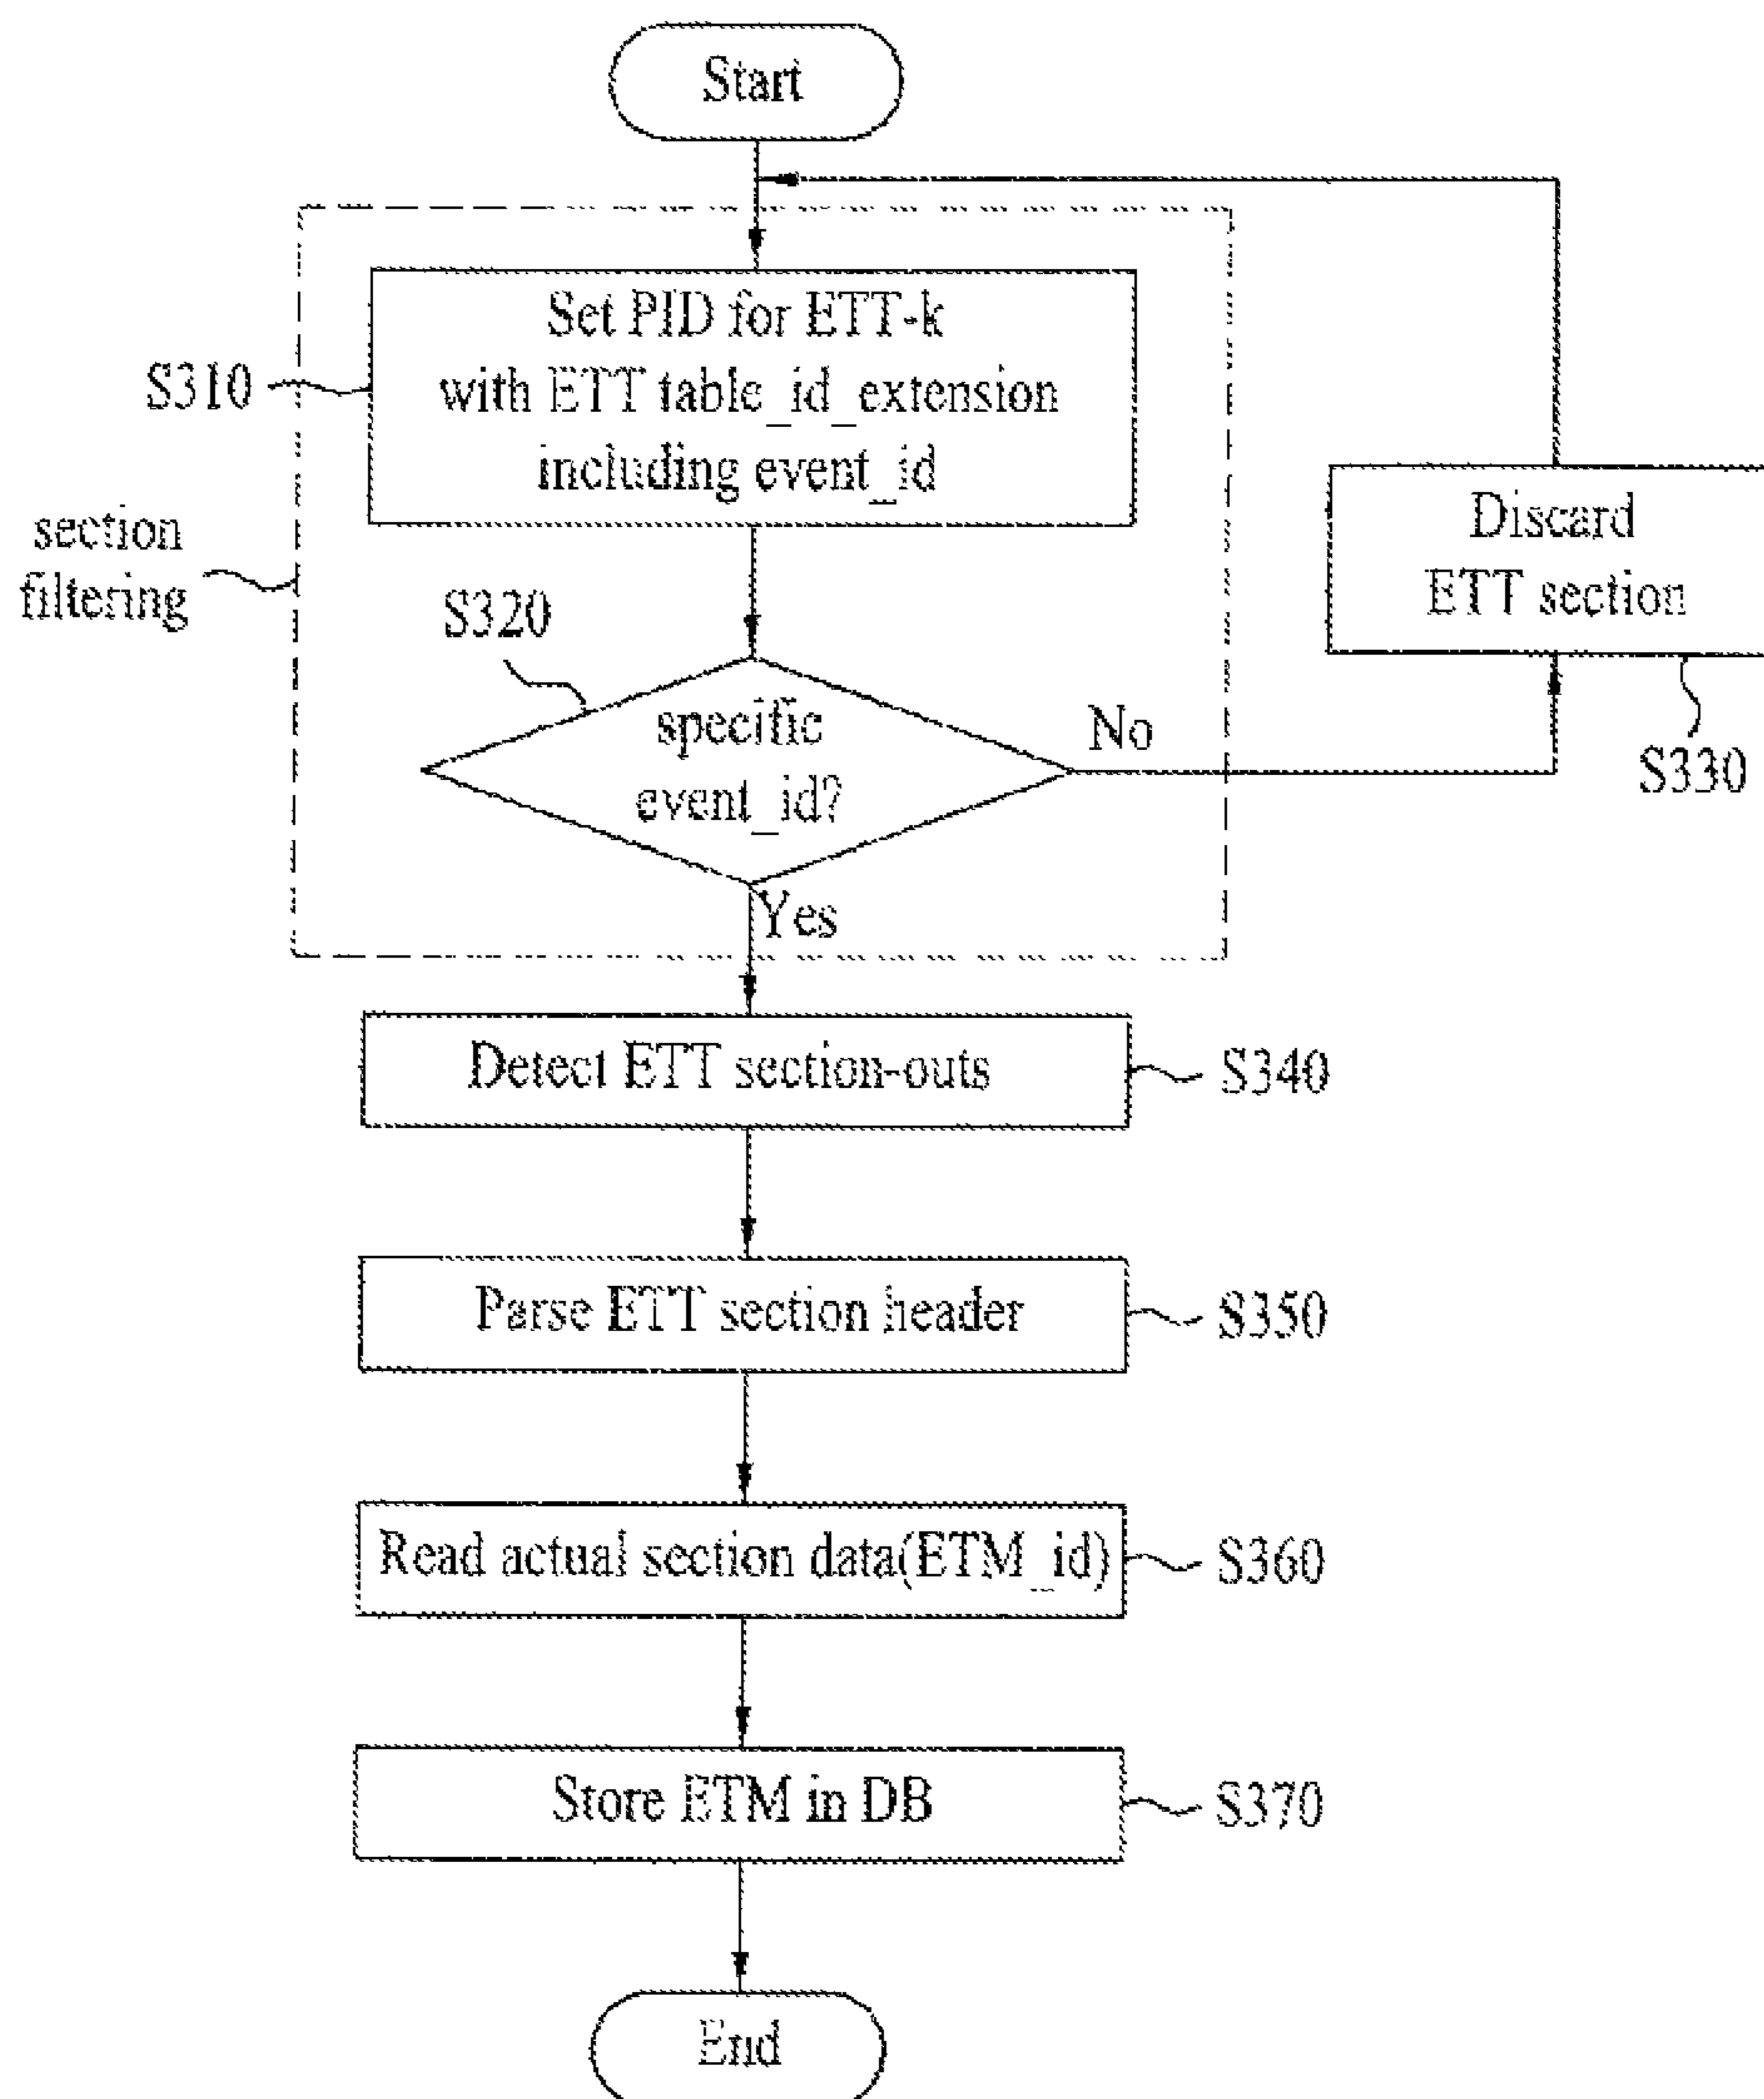 Start
Set PID for ETT-k
with ETT table_id_extension
including event_id
S310
section
filtering
Discard
ETT section
S320
specific
event_id?
No
S330
Yes
Detect ETT section-outs
S340
Parse ETT section header
S350
Read actual section data(ETM_id)
S360
Store ETM in DB
S370
End